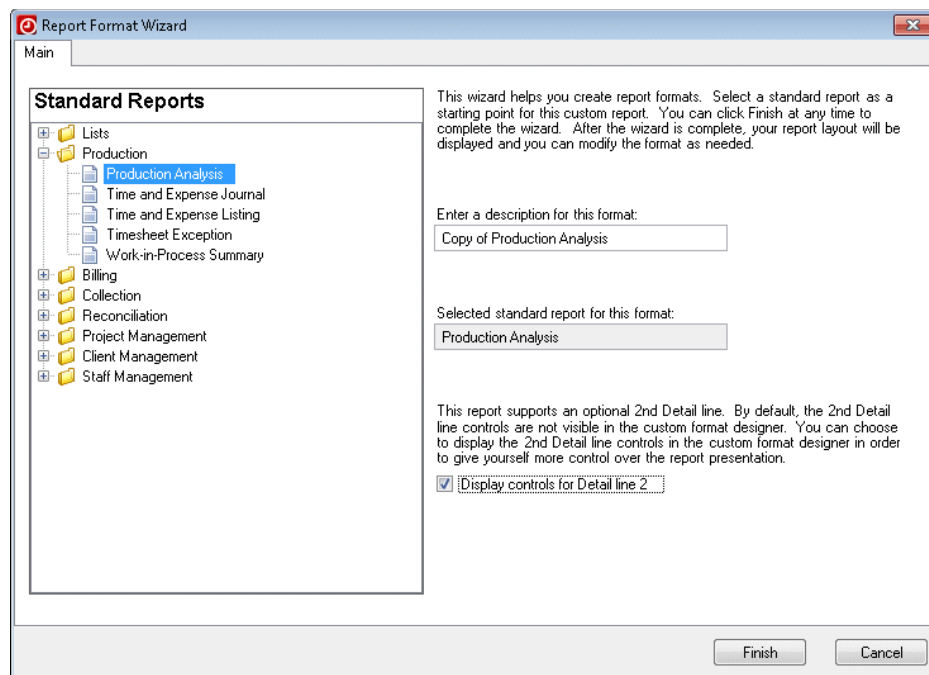 Report Format Wizard
Main
Standard Reports
Lists
Production
Production Analysis
Time and Expense Journal
Time and Expense Listing
Timesheet Exception
Work-in-Process Summary
Billing
Collection
Reconciliation
Project Management
Client Management
Staff Management
This wizard helps you create report formats. Select a standard report as a
starting point for this custom report. You can click Finish at any time to
complete the wizard. After the wizard is complete, your report layout will be
displayed and you can modify the format as needed.
Enter a description for this format:
Copy of Production Analysis
Selected standard report for this format:
Production Analysis
This report supports an optional 2nd Detail line. By default, the 2nd Detail
line controls are not visible in the custom format designer. You can choose
to display the 2nd Detail line controls in the custom format designer in order
to give yourself more control over the report presentation.
Display controls for Detail line 2
Finish
Cancel